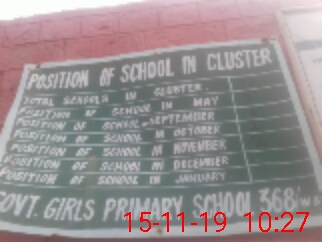 POSITION OF SCHOOL IN CLUSTER
TOTAL SCHOOLS IN CLUSTER
POSITION OF SCHOOL IN MAY
POSITION OF SCHOOL SEPTEMBER
POSITION OF SCHOOL IN OCTOBER
POSITION OF SCHOOL IN NOVEMBER
POSITION OF SCHOOL IN DECEMBER
POSITION OF SCHOOL IN JANUARY
GOVT. GIRLS PRIMARY SCHOOL 368/WB
15-11-19 10:27